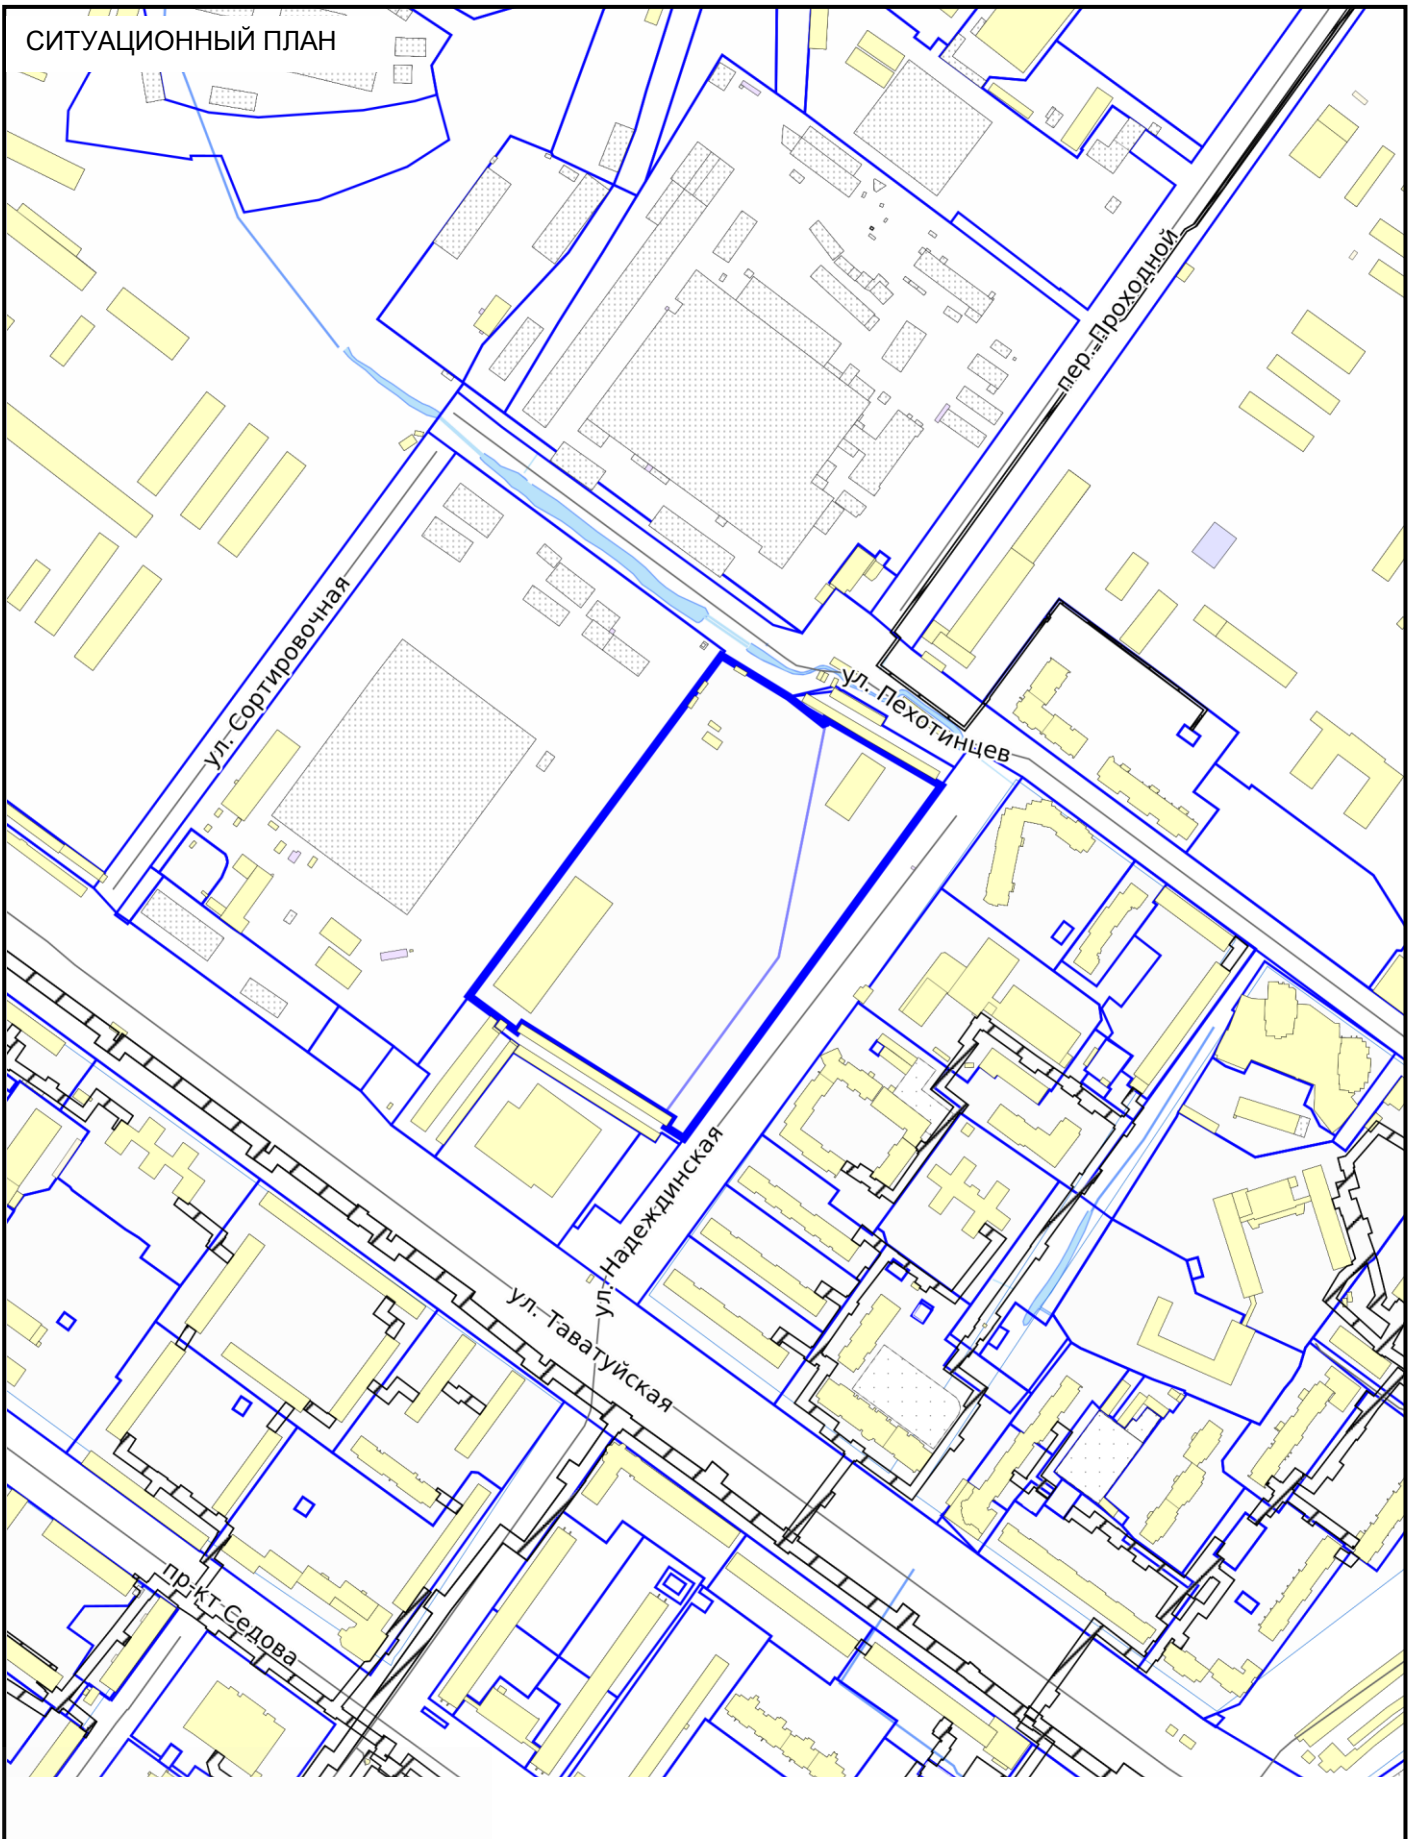 СИТУАЦИОННЫЙ ПЛАН
пер. Проходной
ул. Сортировочная
ул. Пехотинцев
ул. Надеждинская
ул. Таватуйская
пр-кт Седова